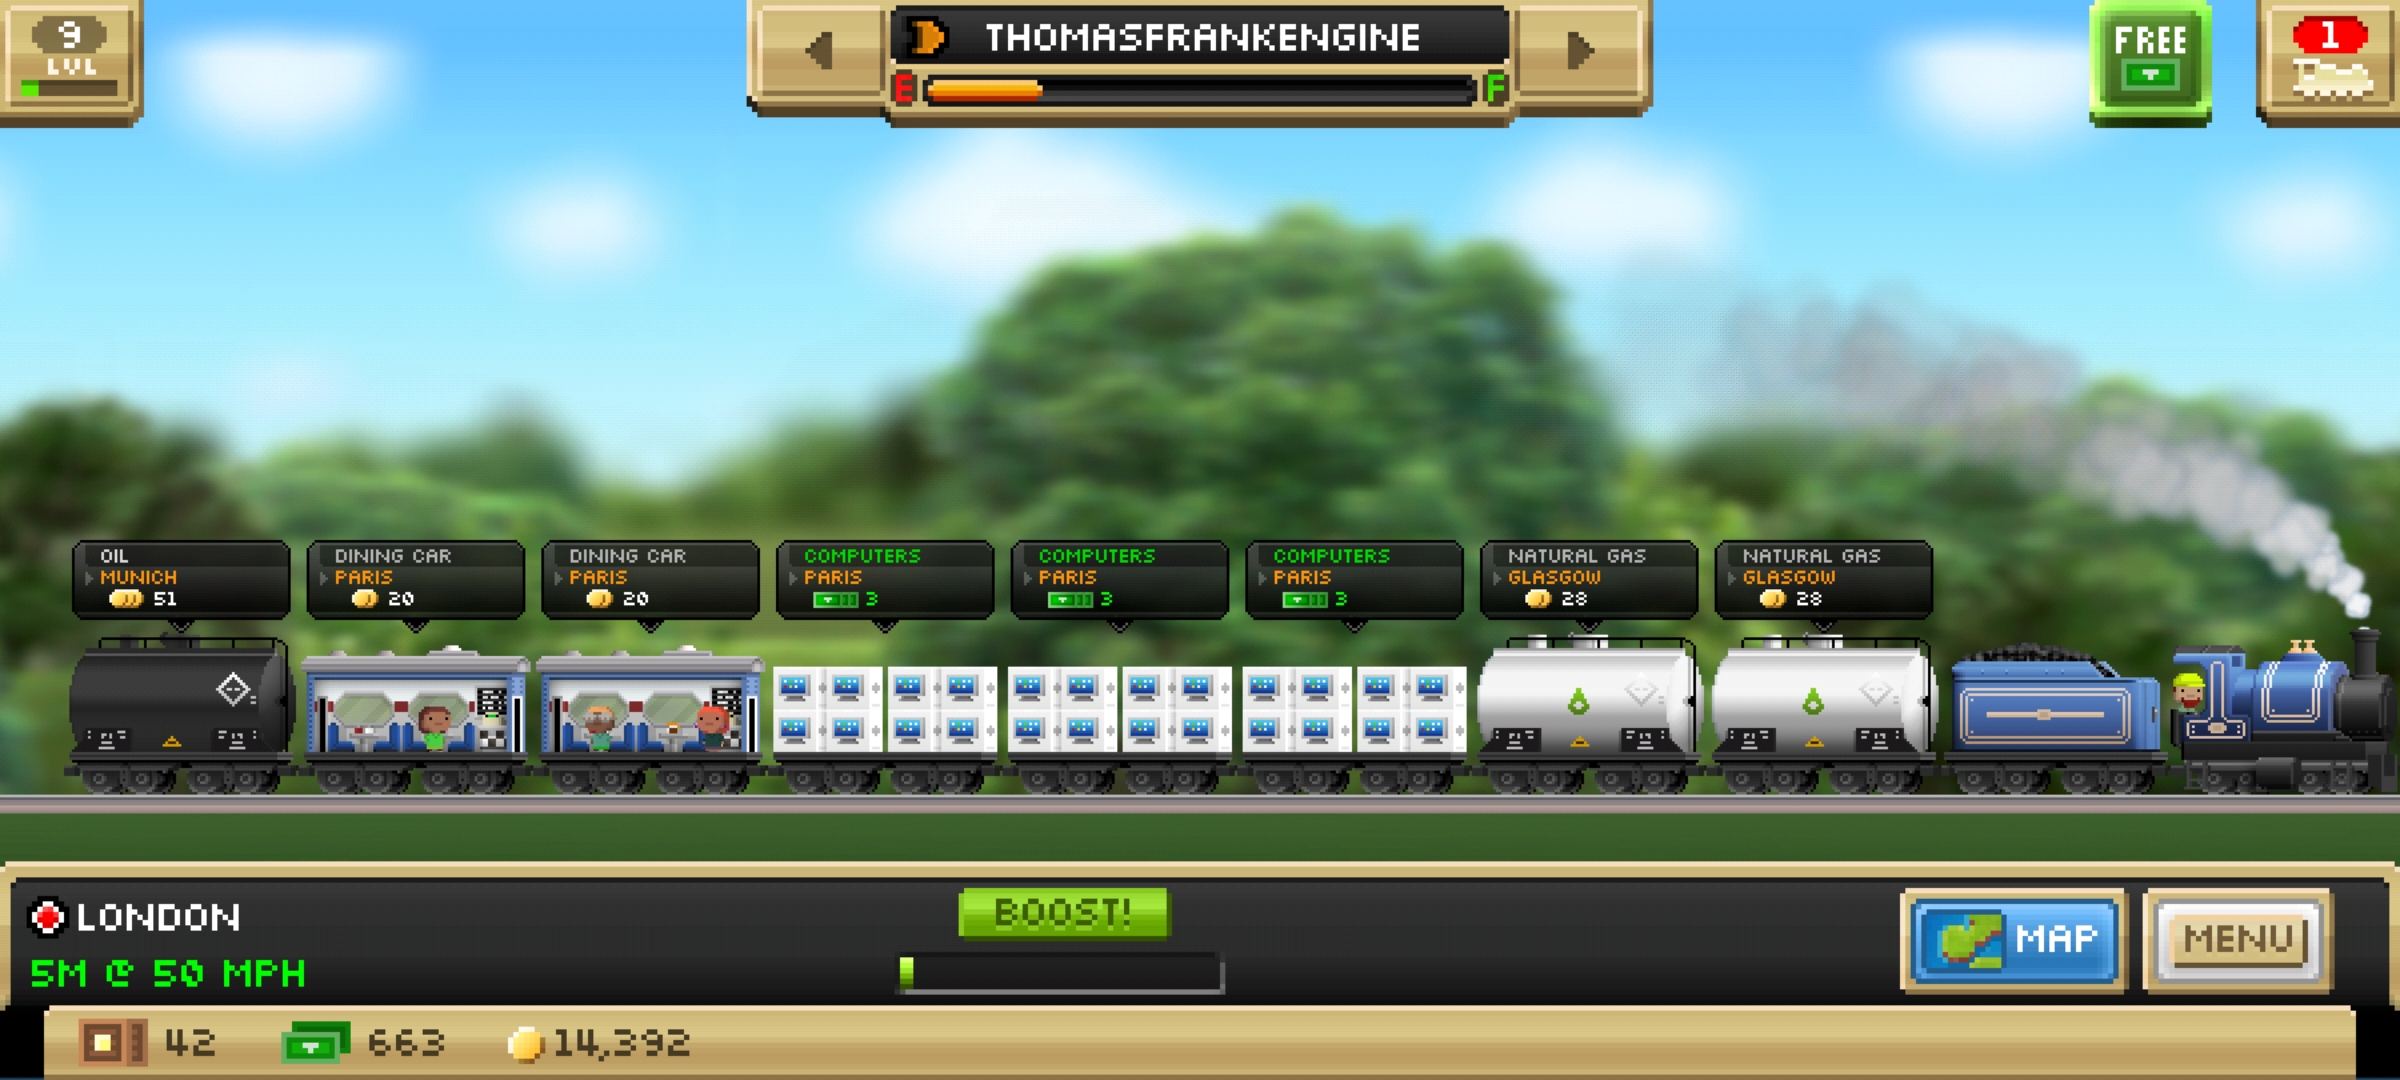 9
LVL
THOMASFRANKENGINE
E F
FREE
1
OIL
MUNICH
51
DINING CAR
PARIS
20
DINING CAR
PARIS
20
COMPUTERS
PARIS
3
COMPUTERS
PARIS
3
COMPUTERS
PARIS
3
NATURAL GAS
GLASGOW
28
NATURAL GAS
GLASGOW
28
LONDON
5M @ 50 MPH
BOOST!
MAP
MENU
42
663
14,392